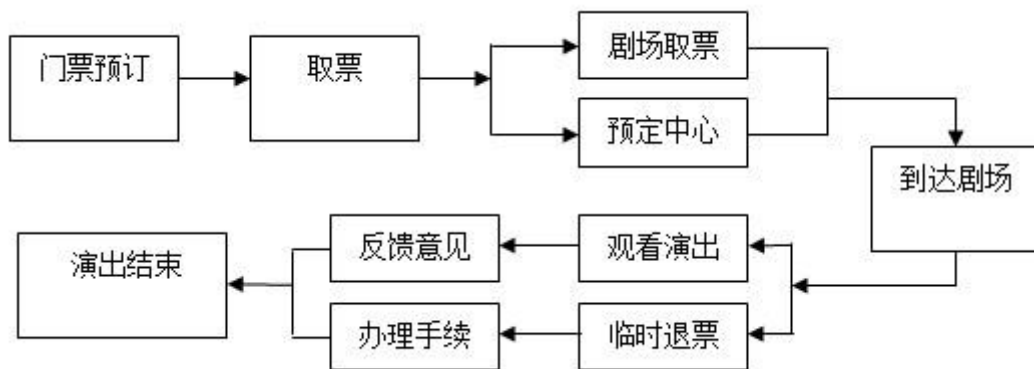 门票预订
取票
剧场取票
预定中心
到达剧场
观看演出
反馈意见
临时退票
办理手续
演出结束